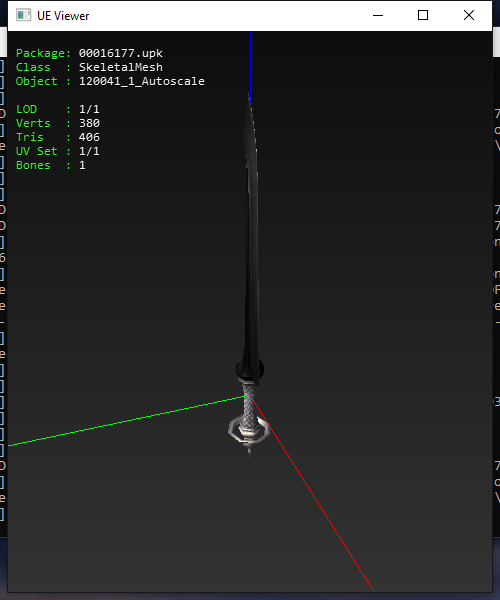 UE Viewer
Package: 00016177.upk
Class  : SkeletalMesh
Object : 120041_1_Autoscale
LOD    : 1/1
Verts  : 380
Tris   : 406
UV Set : 1/1
Bones  : 1